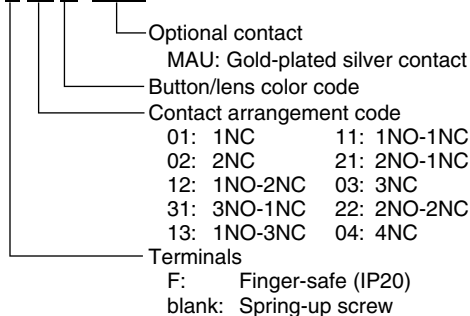 Optional contact
MAU: Gold-plated silver contact
Button/lens color code
Contact arrangement code
01: 1NC 11: 1NO-1NC
02: 2NC 21: 2NO-1NC
12: 1NO-2NC 03: 3NC
31: 3NO-1NC 22: 2NO-2NC
13: 1NO-3NC 04: 4NC
Terminals
F: Finger-safe (IP20)
blank: Spring-up screw